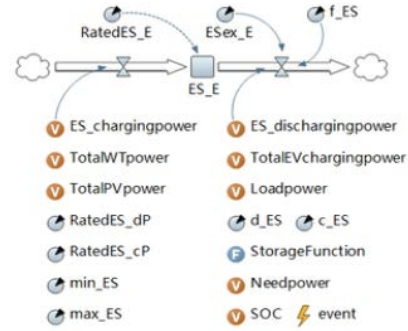 RatedES_E ESex_E f_ES
ES_E
ES_chargingpower ES_dischargingpower
TotalWTpower TotalEVchargingpower
TotalPVpower Loadpower
RatedES_dP d_ES c_ES
RatedES_cP StorageFunction
min_ES Needpower
max_ES SOC event